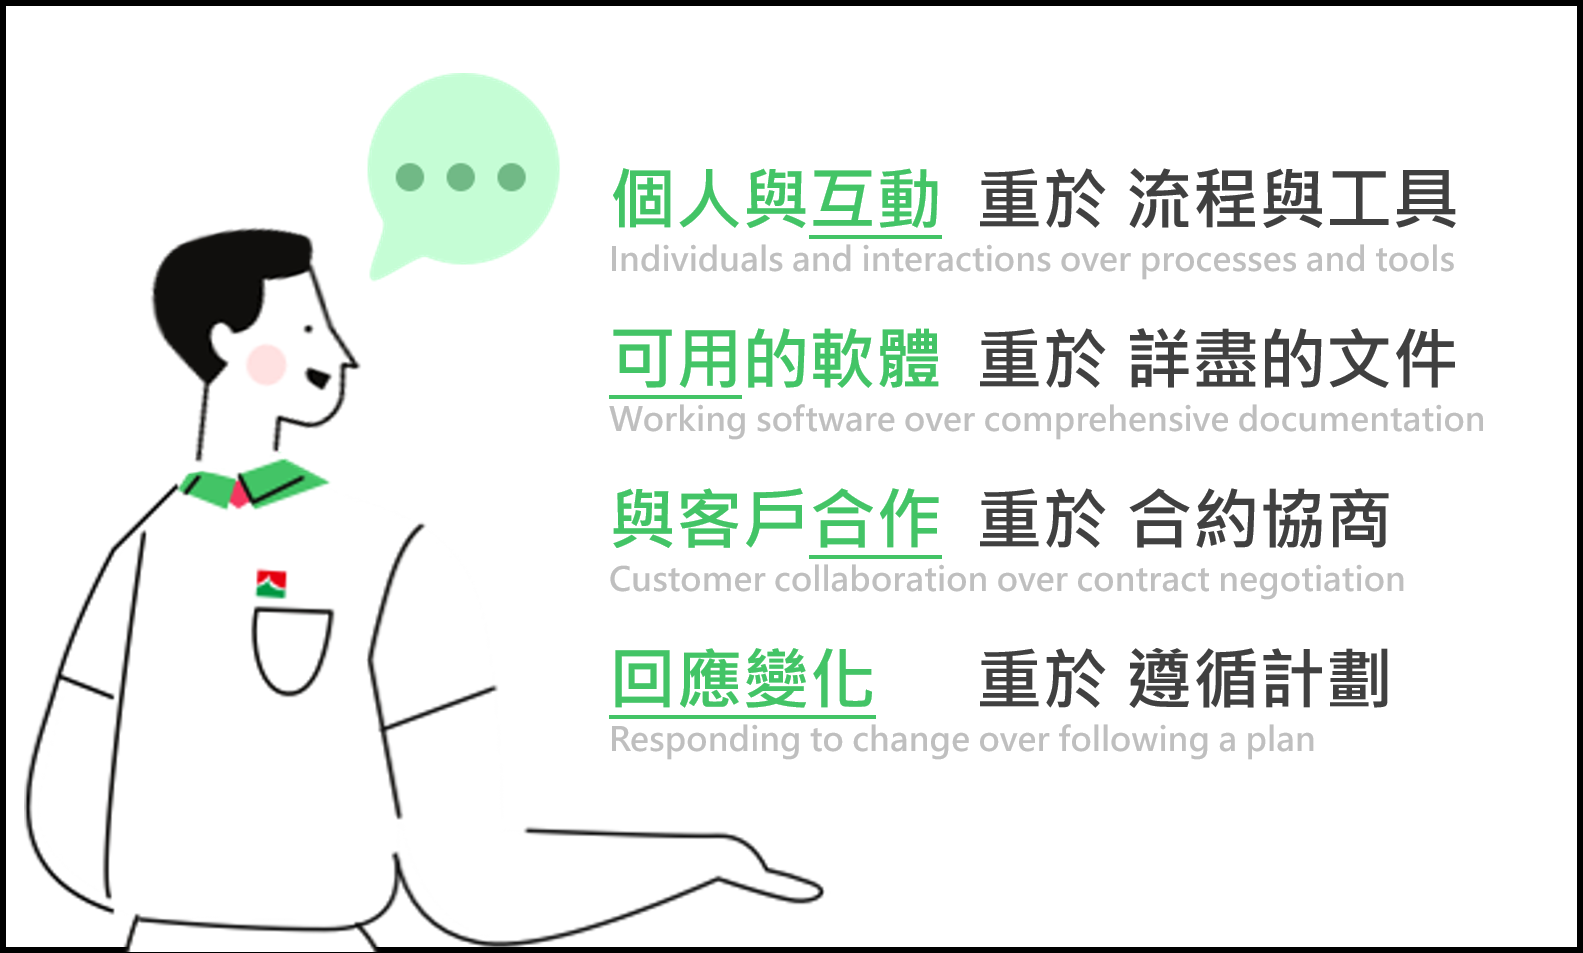 個人與互動 重於 流程與工具
Individuals and interactions over processes and tools
可用的軟體 重於 詳盡的文件
Working software over comprehensive documentation
與客戶合作 重於 合約協商
Customer collaboration over contract negotiation
回應變化 重於 遵循計劃
Responding to change over following a plan